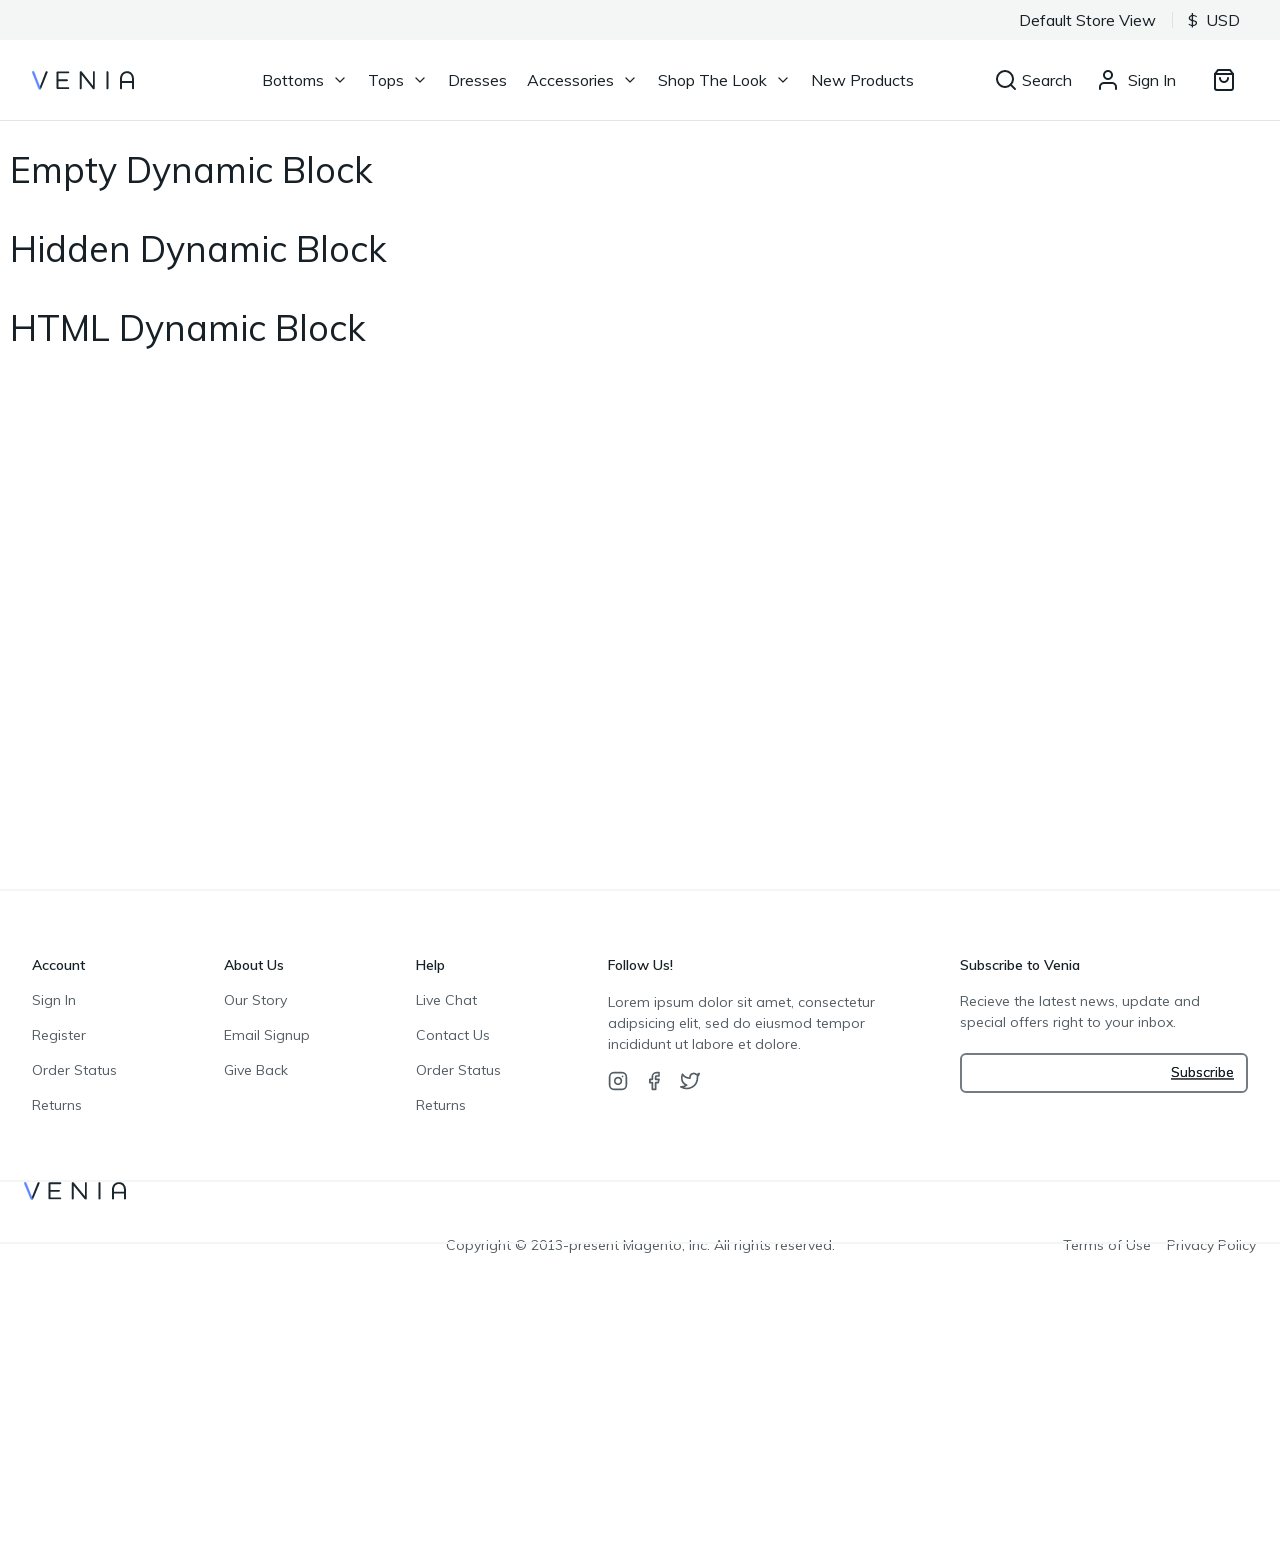 Default Store View $ USD
VENIA Bottoms Tops Dresses Accessories Shop The Look New Products Search Sign In
Empty Dynamic Block
Hidden Dynamic Block
HTML Dynamic Block
Account
Sign In
Register
Order Status
Returns
About Us
Our Story
Email Signup
Give Back
Help
Live Chat
Contact Us
Order Status
Returns
Follow Us!
Lorem ipsum dolor sit amet, consectetur
adipsicing elit, sed do eiusmod tempor
incididunt ut labore et dolore.
Subscribe to Venia
Recieve the latest news, update and
special offers right to your inbox.
Subscribe
VENIA
Copyright © 2013-present Magento, Inc. All rights reserved. Terms of Use Privacy Policy